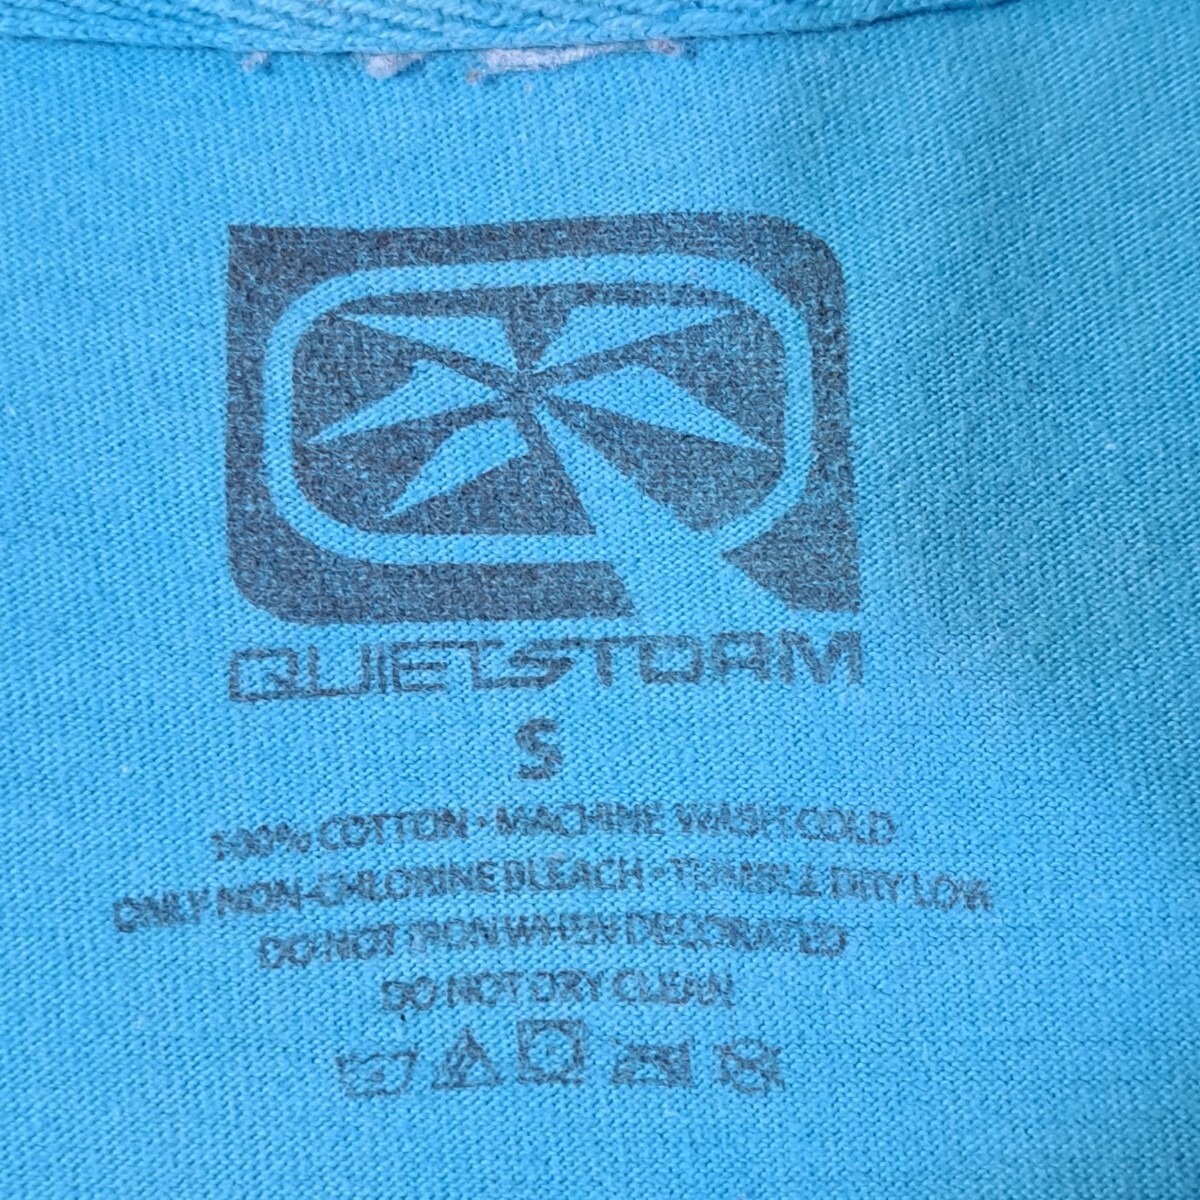 QUIETSTORM
S
100% COTTON • MACHINE WASH COLD
ONLY NON-CHLORINE BLEACH • TUMBLE DRY LOW
DO NOT IRON WHEN DECORATED
DO NOT DRY CLEAN